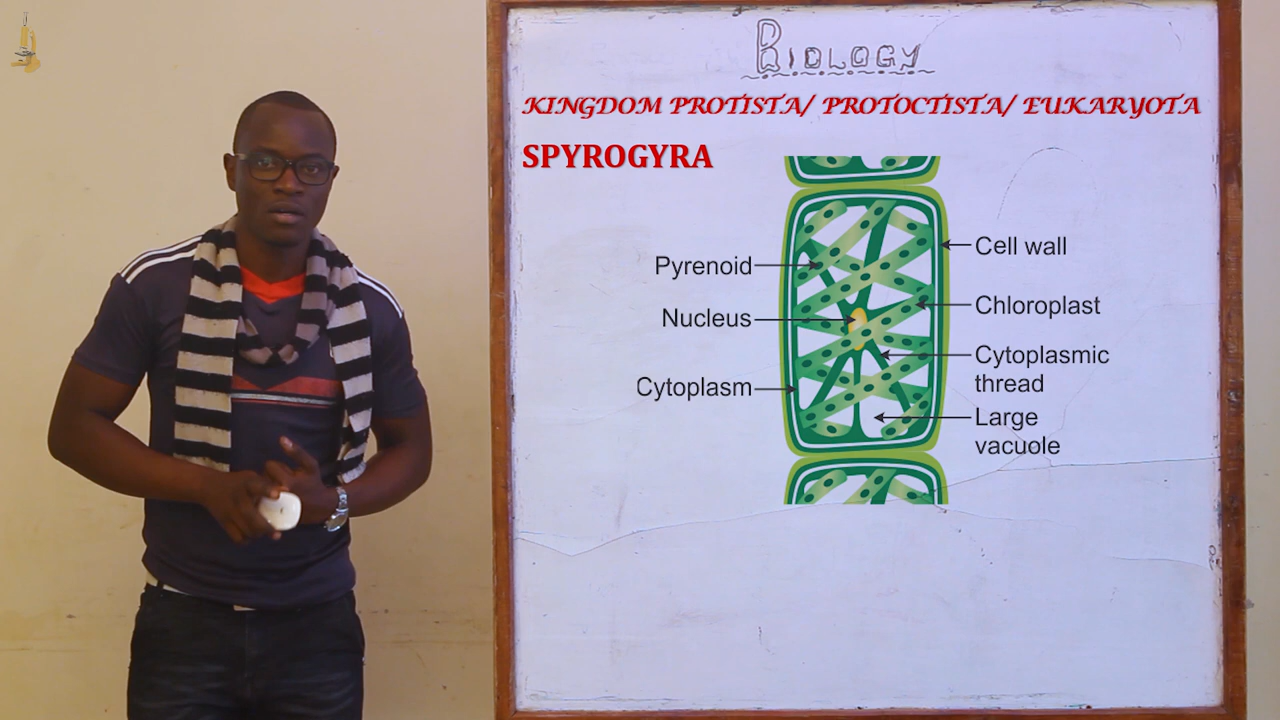 BIOLOGY
KINGDOM PROTISTA/ PROTOCTISTA/ EUKARYOTA
SPYROGYRA
Pyrenoid
Nucleus
Cytoplasm
Cell wall
Chloroplast
Cytoplasmic
thread
Large
vacuole